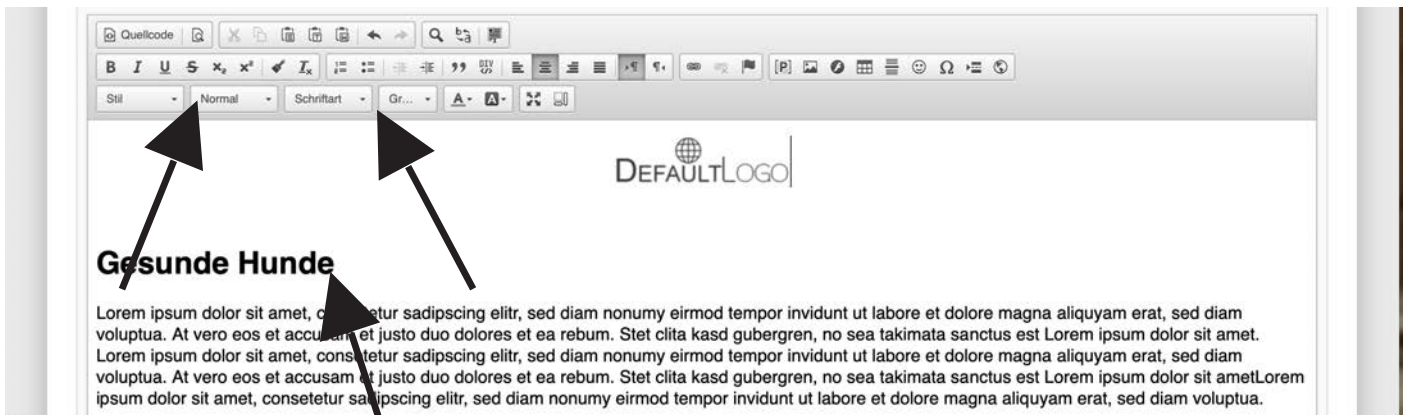 Quellcode
B I U S x₂ x² Iₓ
Stil Normal Schriftart Gr... A A
DEFAULTLOGO
Gesunde Hunde
Lorem ipsum dolor sit amet, consetetur sadipscing elitr, sed diam nonumy eirmod tempor invidunt ut labore et dolore magna aliquyam erat, sed diam
voluptua. At vero eos et accusam et justo duo dolores et ea rebum. Stet clita kasd gubergren, no sea takimata sanctus est Lorem ipsum dolor sit amet.
Lorem ipsum dolor sit amet, consetetur sadipscing elitr, sed diam nonumy eirmod tempor invidunt ut labore et dolore magna aliquyam erat, sed diam
voluptua. At vero eos et accusam et justo duo dolores et ea rebum. Stet clita kasd gubergren, no sea takimata sanctus est Lorem ipsum dolor sit ametLorem
ipsum dolor sit amet, consetetur sadipscing elitr, sed diam nonumy eirmod tempor invidunt ut labore et dolore magna aliquyam erat, sed diam voluptua.